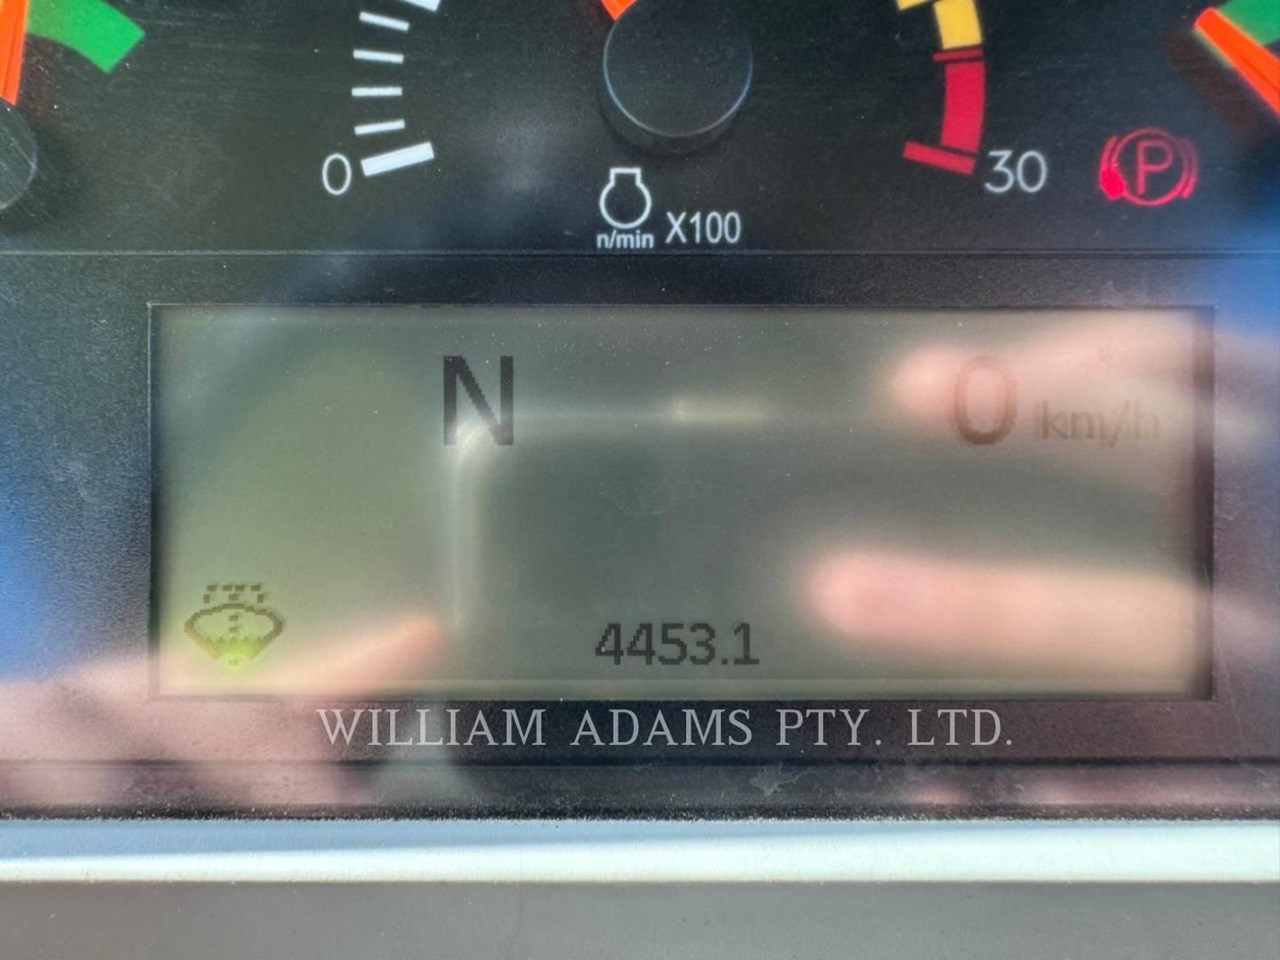 0
30
P
n/min X100
N
0 km/h
4453.1
WILLIAM ADAMS PTY. LTD.